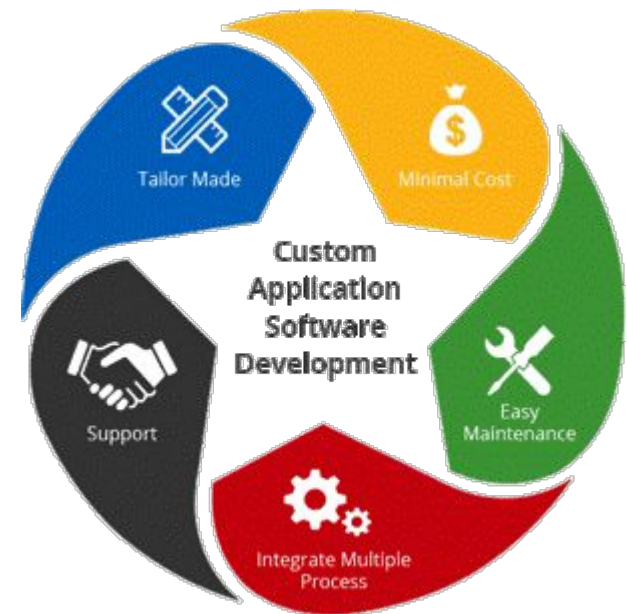 Tailor Made
Minimal Cost
Custom
Application
Software
Development
Easy
Maintenance
Support
Integrate Multiple
Process